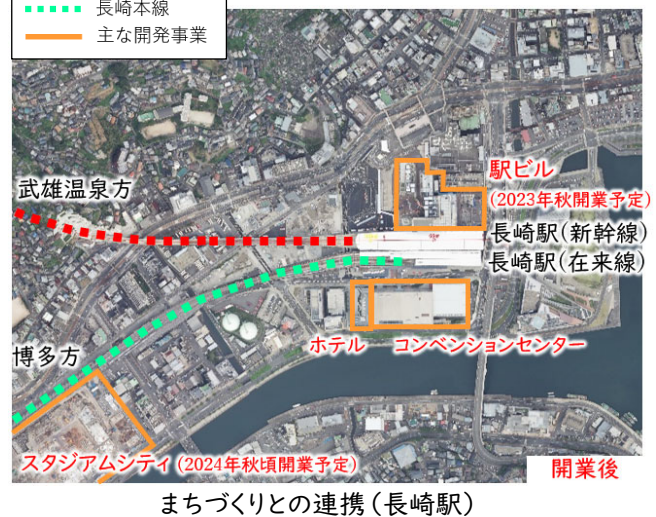 長崎本線
主な開発事業
武雄温泉方
駅ビル
(2023年秋開業予定)
長崎駅(新幹線)
長崎駅(在来線)
博多方
ホテル コンベンションセンター
スタジアムシティ(2024年秋頃開業予定)
開業後
まちづくりとの連携(長崎駅)